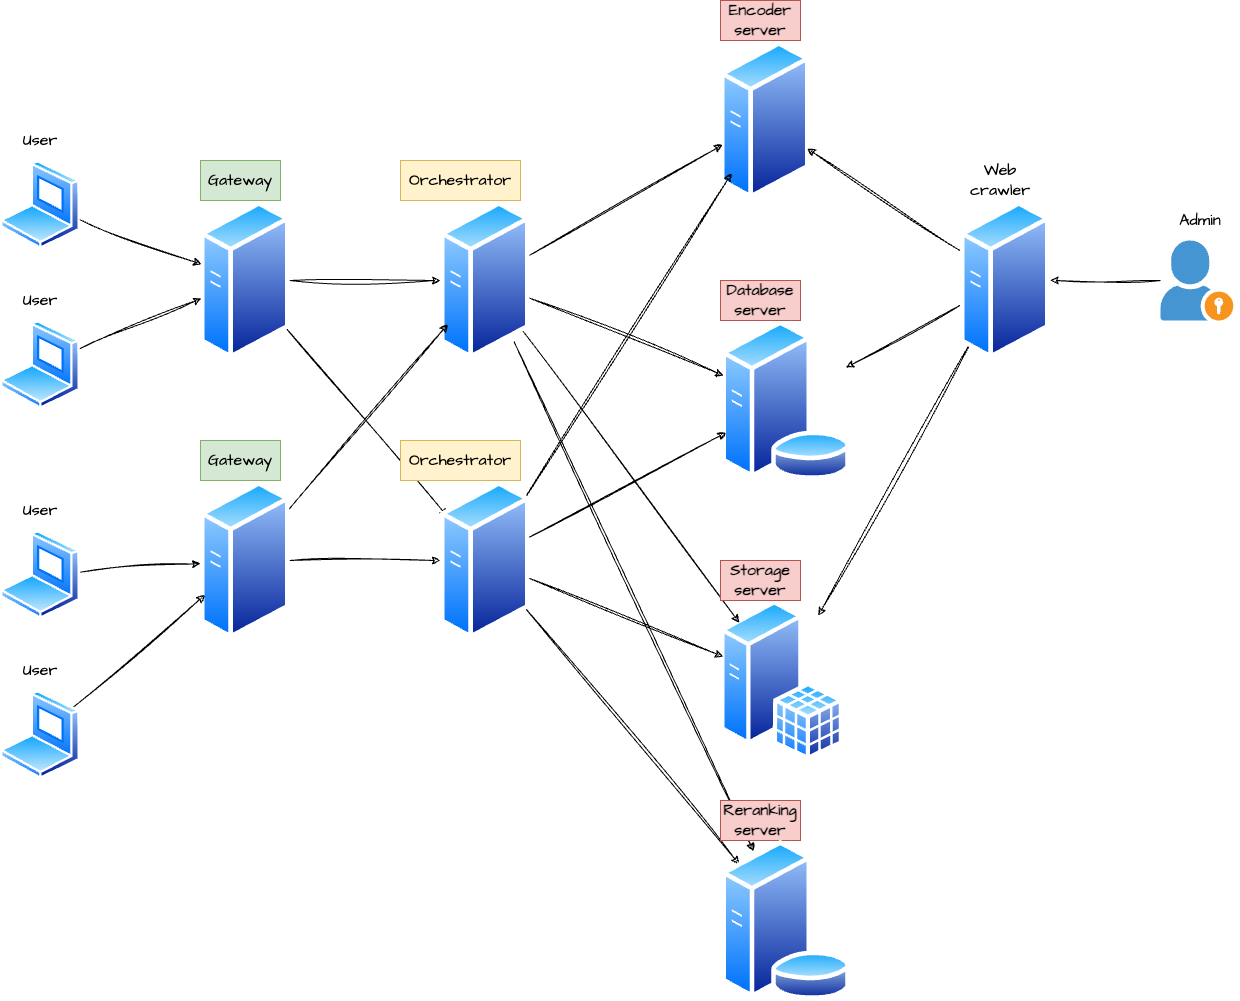 Encoder
server
User
Gateway
Orchestrator
Web
crawler
Admin
User
Database
server
Gateway
Orchestrator
User
Storage
server
User
Reranking
server